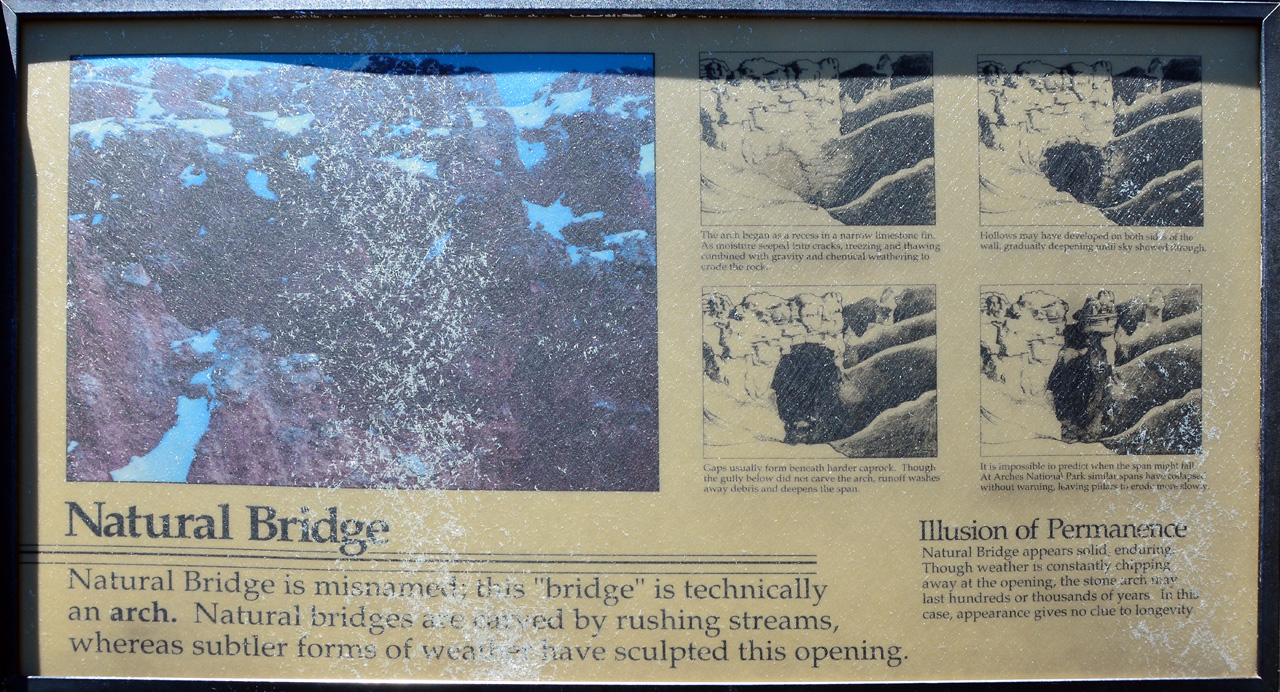 The arch began as a recess in a narrow limestone fin.
As moisture seeped into cracks, freezing and thawing
combined with gravity and chemical weathering to
erode the rock.
Hollows may have developed on both sides of the
wall, gradually deepening until sky showed through.
Gaps usually form beneath harder caprock. Though
the gully below did not carve the arch, runoff washes
away debris and deepens the span.
It is impossible to predict when the span might fall.
At Arches National Park similar spans have collapsed
without warning, leaving pillars to erode more slowly.
Natural Bridge
Natural Bridge is misnamed; this "bridge" is technically
an arch. Natural bridges are carved by rushing streams,
whereas subtler forms of weather have sculpted this opening.
Illusion of Permanence
Natural Bridge appears solid, enduring.
Though weather is constantly chipping
away at the opening, the stone arch may
last hundreds or thousands of years. In this
case, appearance gives no clue to longevity.